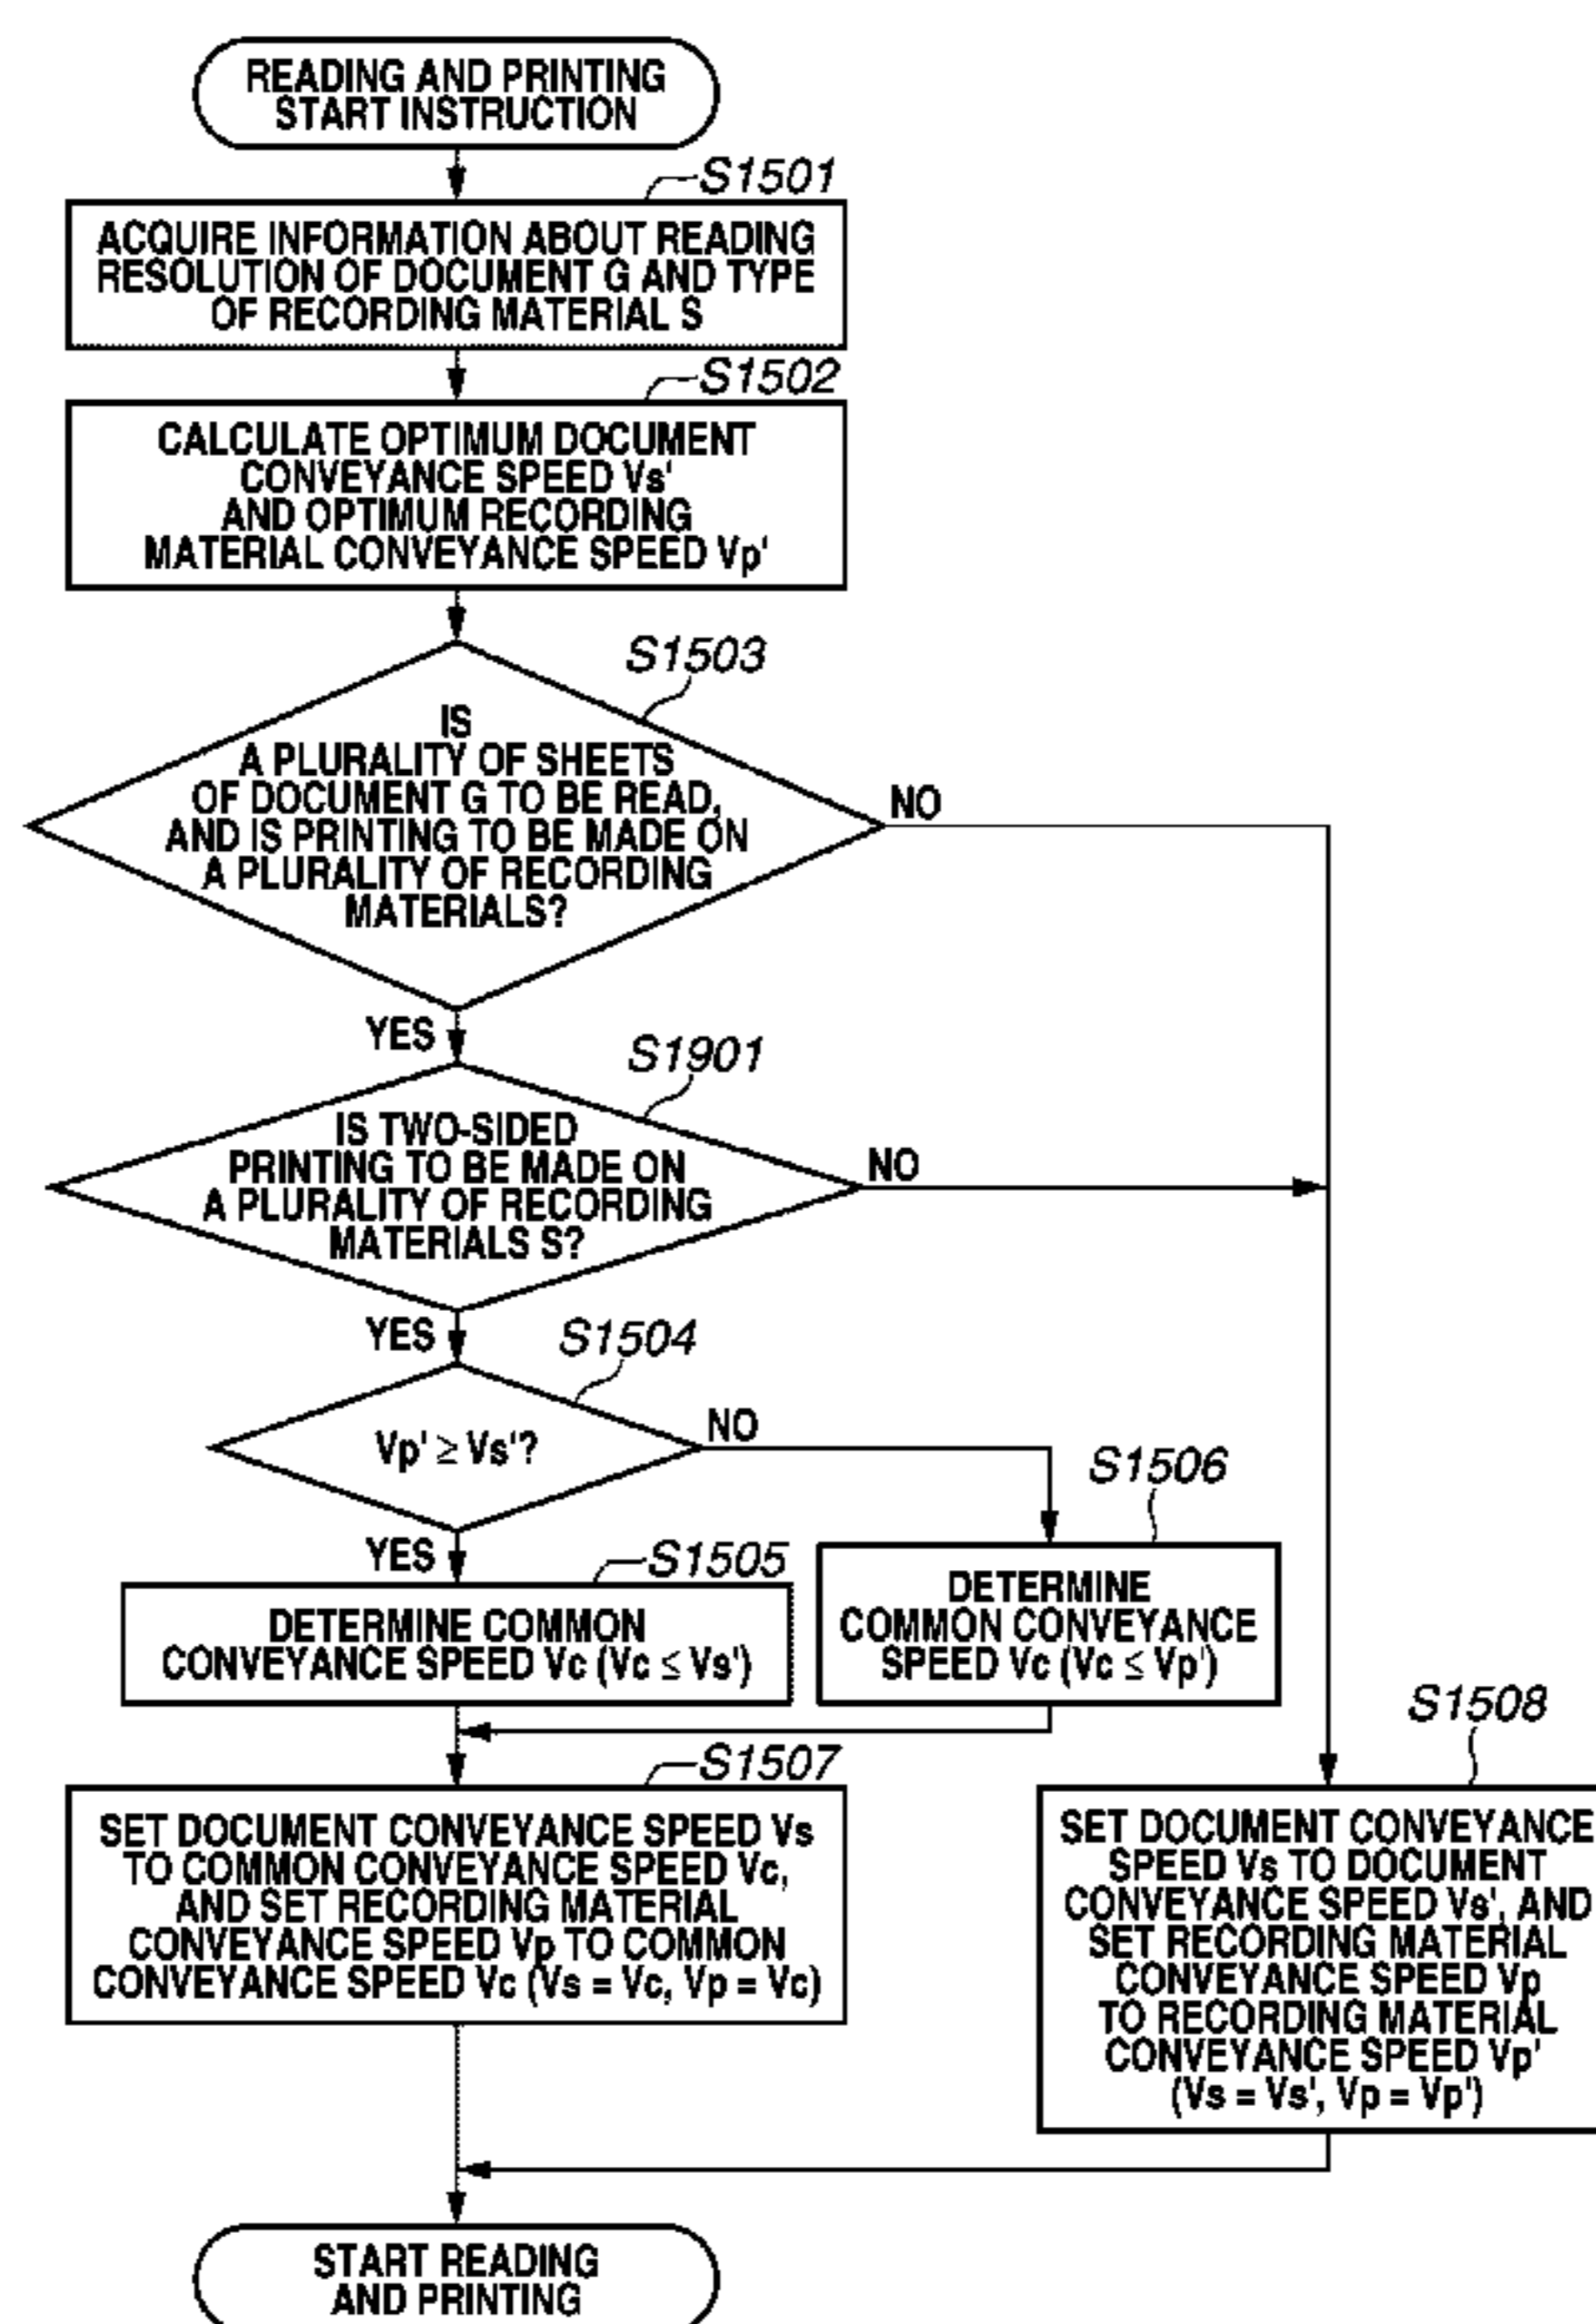 READING AND PRINTING
START INSTRUCTION
S1501
ACQUIRE INFORMATION ABOUT READING
RESOLUTION OF DOCUMENT G AND TYPE
OF RECORDING MATERIAL S
S1502
CALCULATE OPTIMUM DOCUMENT
CONVEYANCE SPEED Vs'
AND OPTIMUM RECORDING
MATERIAL CONVEYANCE SPEED Vp'
S1503
IS
A PLURALITY OF SHEETS
OF DOCUMENT G TO BE READ,
AND IS PRINTING TO BE MADE ON
A PLURALITY OF RECORDING
MATERIALS?
NO
YES
S1901
IS TWO-SIDED
PRINTING TO BE MADE ON
A PLURALITY OF RECORDING
MATERIALS S?
NO
YES
S1504
Vp' ≥ Vs'?
NO
YES
S1505
DETERMINE COMMON
CONVEYANCE SPEED Vc (Vc ≤ Vs')
S1506
DETERMINE
COMMON CONVEYANCE
SPEED Vc (Vc ≤ Vp')
S1507
SET DOCUMENT CONVEYANCE SPEED Vs
TO COMMON CONVEYANCE SPEED Vc,
AND SET RECORDING MATERIAL
CONVEYANCE SPEED Vp TO COMMON
CONVEYANCE SPEED Vc (Vs = Vc, Vp = Vc)
S1508
SET DOCUMENT CONVEYANCE
SPEED Vs TO DOCUMENT
CONVEYANCE SPEED Vs', AND
SET RECORDING MATERIAL
CONVEYANCE SPEED Vp
TO RECORDING MATERIAL
CONVEYANCE SPEED Vp'
(Vs = Vs', Vp = Vp')
START READING
AND PRINTING